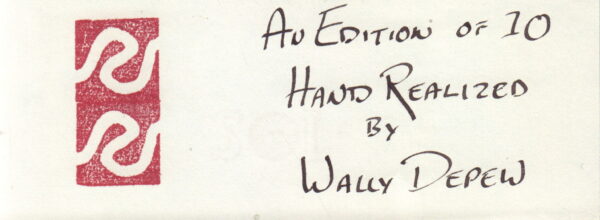 An Edition of 10
Hand Realized
by
Wally Depew